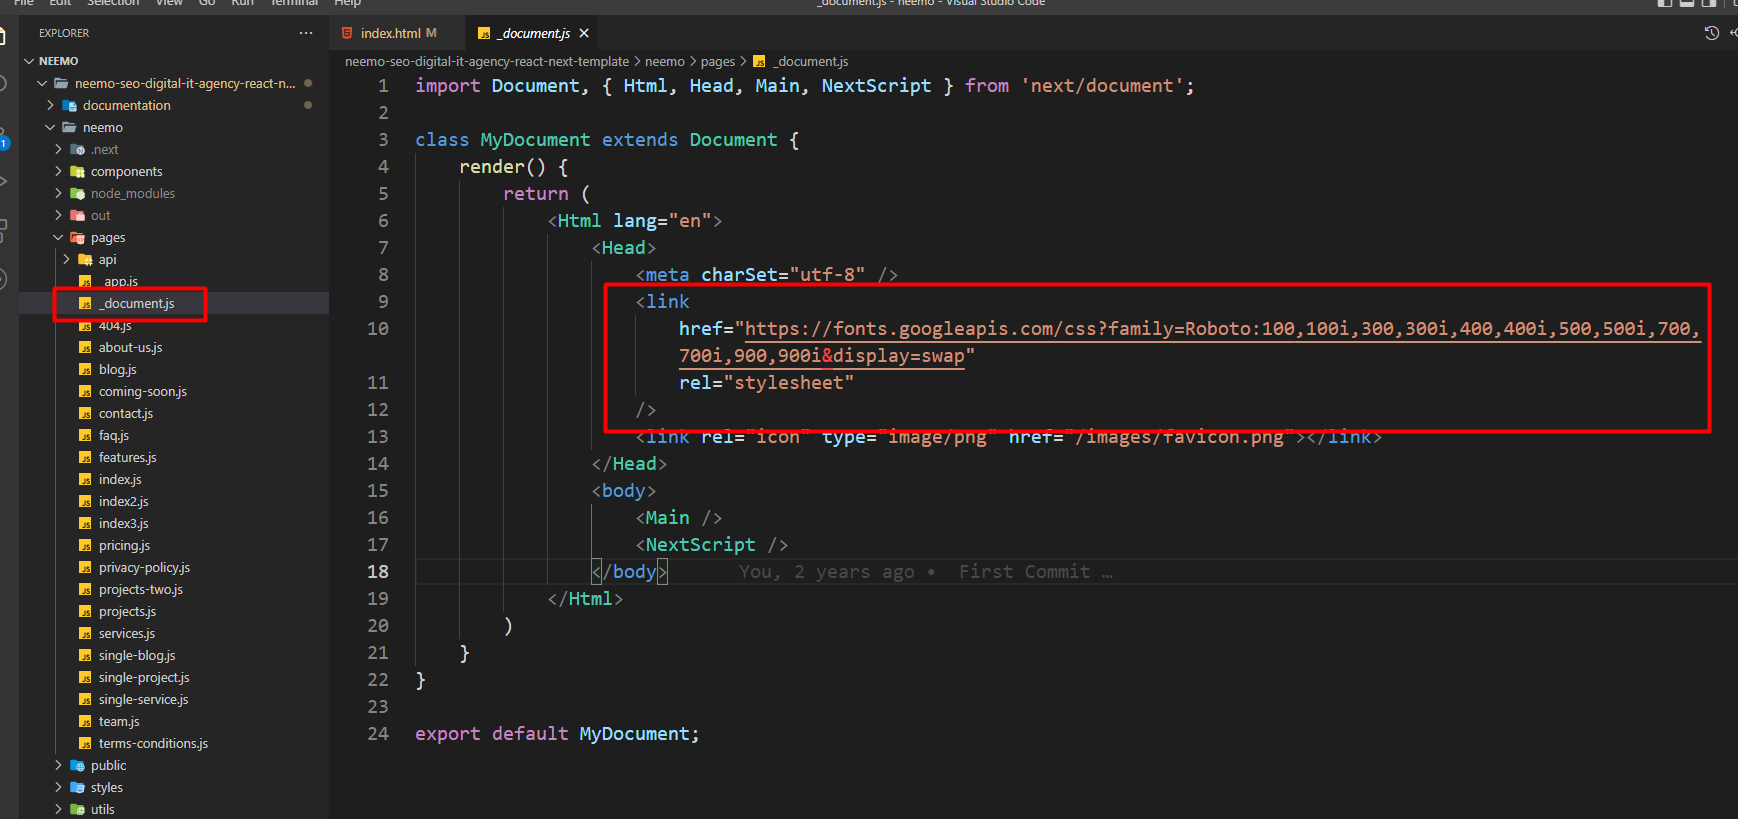 File Edit Selection View Go Run Terminal Help
_document.js - neemo - Visual Studio Code
EXPLORER
index.html M
_document.js
NEEMO
neemo-seo-digital-it-agency-react-n...
documentation
neemo
.next
components
node_modules
out
pages
api
_app.js
_document.js
404.js
about-us.js
blog.js
coming-soon.js
contact.js
faq.js
features.js
index.js
index2.js
index3.js
pricing.js
privacy-policy.js
projects-two.js
projects.js
services.js
single-blog.js
single-project.js
single-service.js
team.js
terms-conditions.js
public
styles
utils
1
neemo-seo-digital-it-agency-react-next-template > neemo > pages > _document.js
1 import Document, { Html, Head, Main, NextScript } from 'next/document';
2
3 class MyDocument extends Document {
4 render() {
5 return (
6 <Html lang="en">
7 <Head>
8 <meta charSet="utf-8" />
9 <link
10 href="https://fonts.googleapis.com/css?family=Roboto:100,100i,300,300i,400,400i,500,500i,700,
700i,900,900i&display=swap"
11 rel="stylesheet"
12 />
13 <link rel="icon" type="image/png" href="/images/favicon.png"></link>
14 </Head>
15 <body>
16 <Main />
17 <NextScript />
18 </body> You, 2 years ago • First Commit …
19 </Html>
20 )
21 }
22 }
23
24 export default MyDocument;